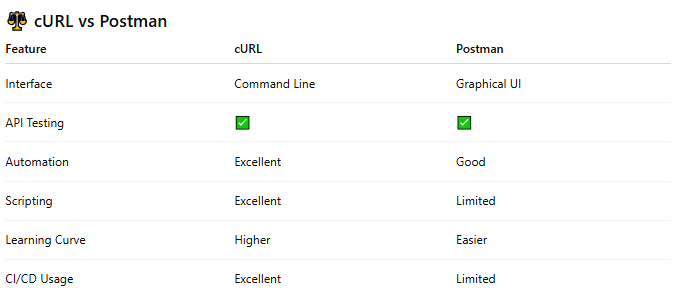 ⚖️ cURL vs Postman
Feature cURL Postman
Interface Command Line Graphical UI
API Testing ✅ ✅
Automation Excellent Good
Scripting Excellent Limited
Learning Curve Higher Easier
CI/CD Usage Excellent Limited